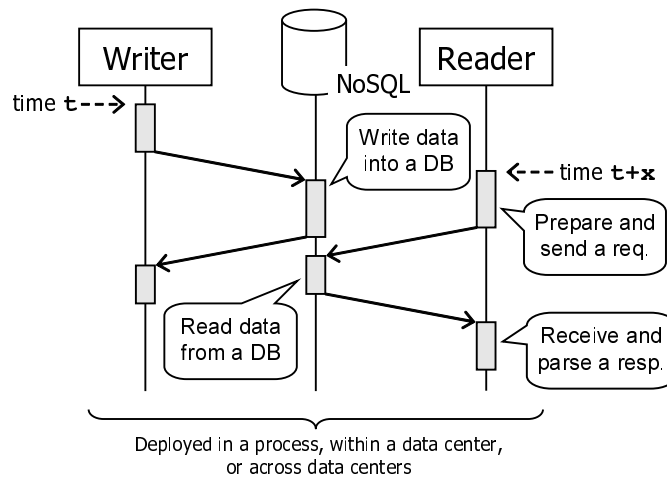 Writer
Reader
NoSQL
time t
Write data
into a DB
time t+x
Prepare and
send a req.
Read data
from a DB
Receive and
parse a resp.
Deployed in a process, within a data center,
or across data centers